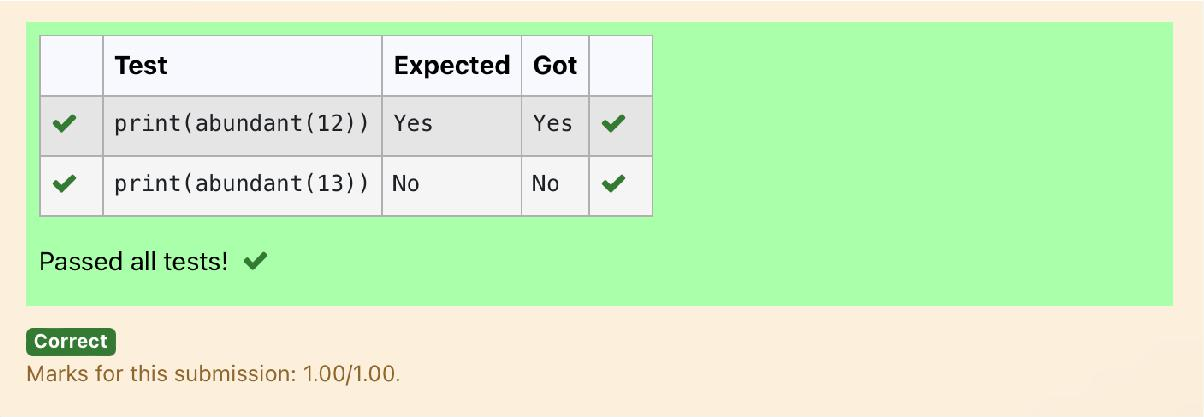 Test Expected Got
print(abundant(12)) Yes Yes
print(abundant(13)) No No
Passed all tests!
Correct
Marks for this submission: 1.00/1.00.